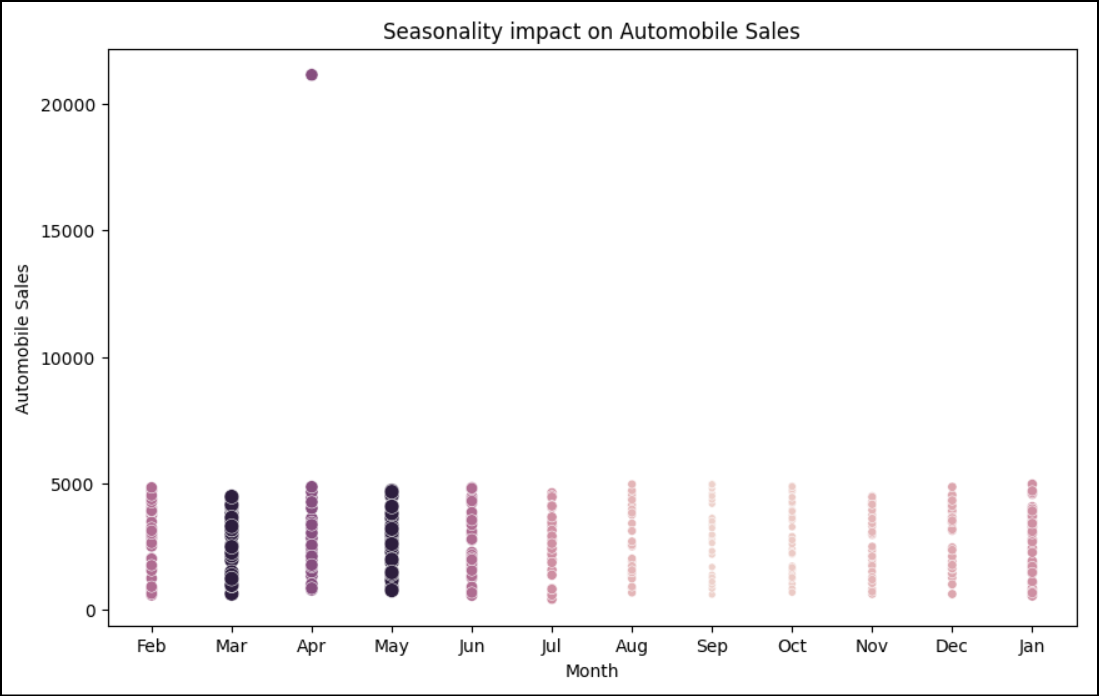 Seasonality impact on Automobile Sales
20000
15000
10000
5000
0
Automobile Sales
Feb Mar Apr May Jun Jul Aug Sep Oct Nov Dec Jan
Month